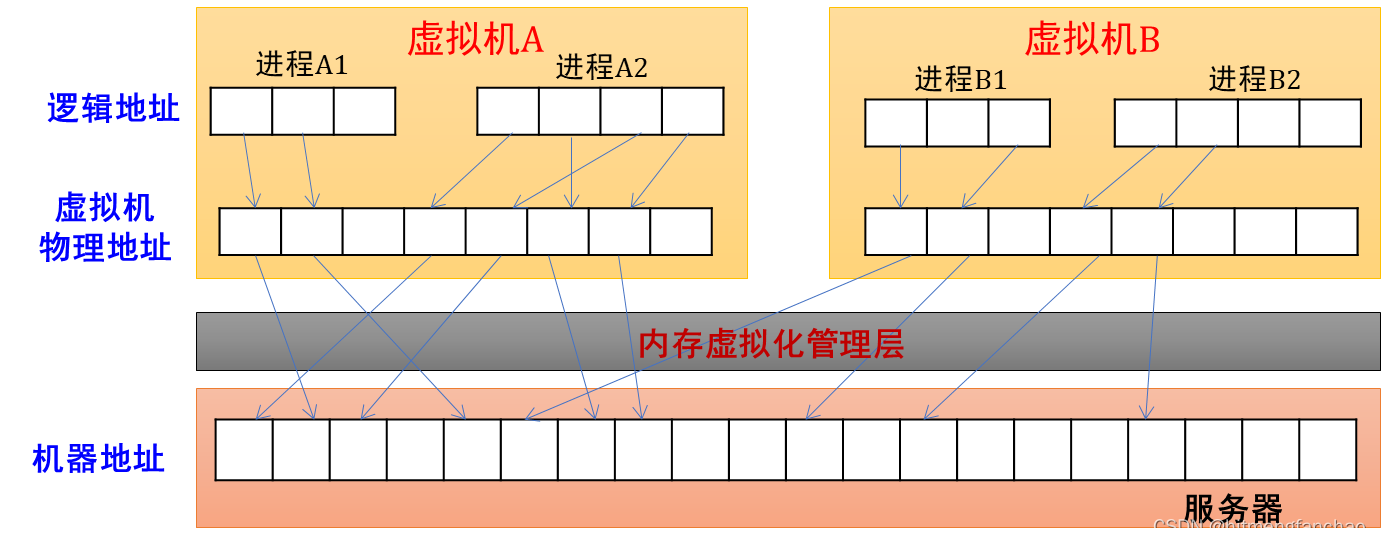 虚拟机A
虚拟机B
进程A1
进程A2
进程B1
进程B2
逻辑地址
虚拟机
物理地址
内存虚拟化管理层
机器地址
服务器